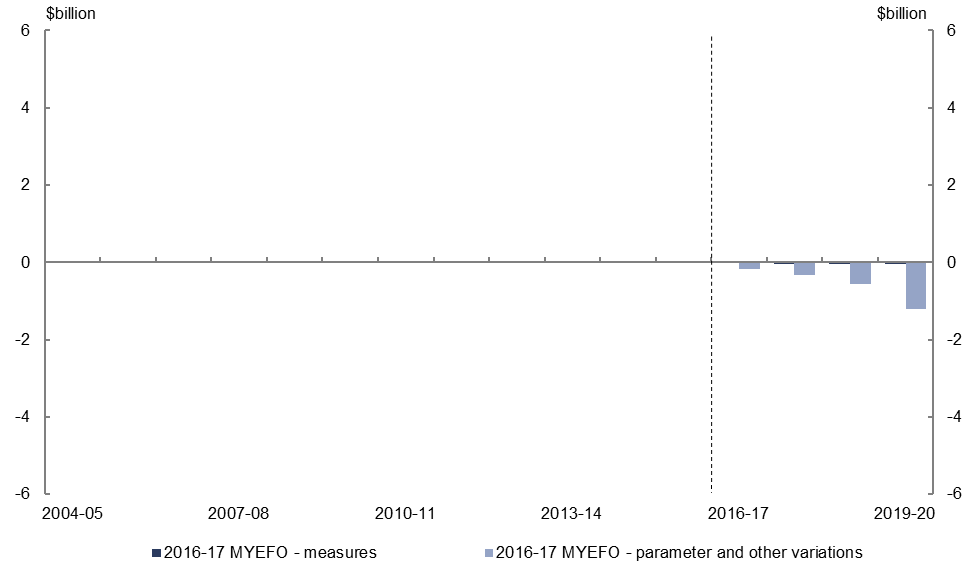 $billion $billion
6 6
4 4
2 2
0 0
-2 -2
-4 -4
-6 -6
2004-05 2007-08 2010-11 2013-14 2016-17 2019-20
2016-17 MYEFO - measures 2016-17 MYEFO - parameter and other variations